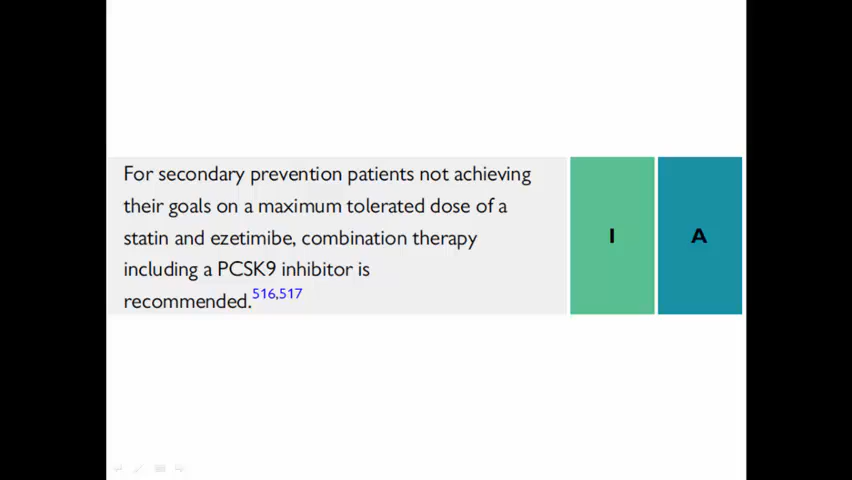 For secondary prevention patients not achieving
their goals on a maximum tolerated dose of a
statin and ezetimibe, combination therapy
including a PCSK9 inhibitor is
recommended.516,517
I
A